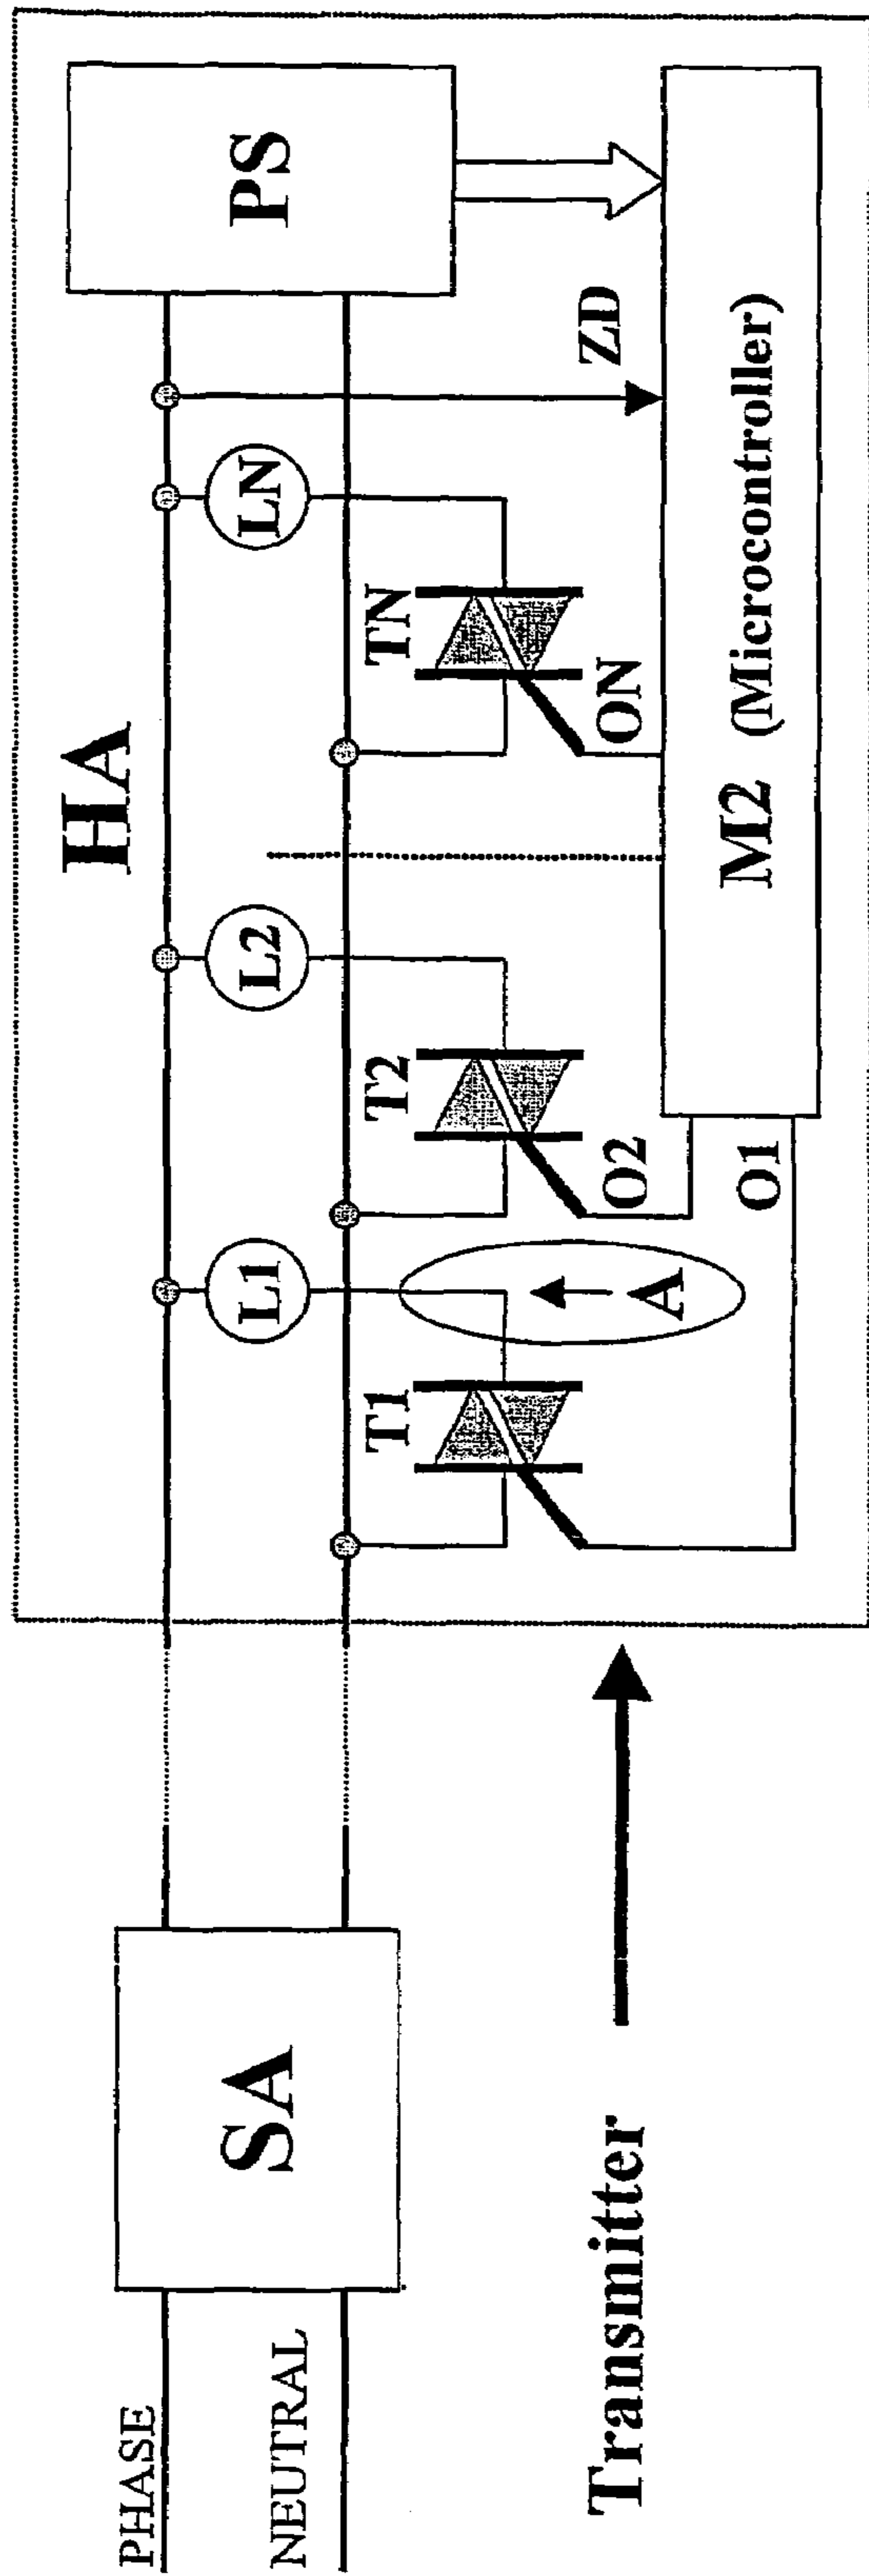 PHASE
NEUTRAL
SA
Transmitter
HA
L1
L2
LN
PS
T1
T2
TN
A
O2
ON
ZD
O1
M2 (Microcontroller)